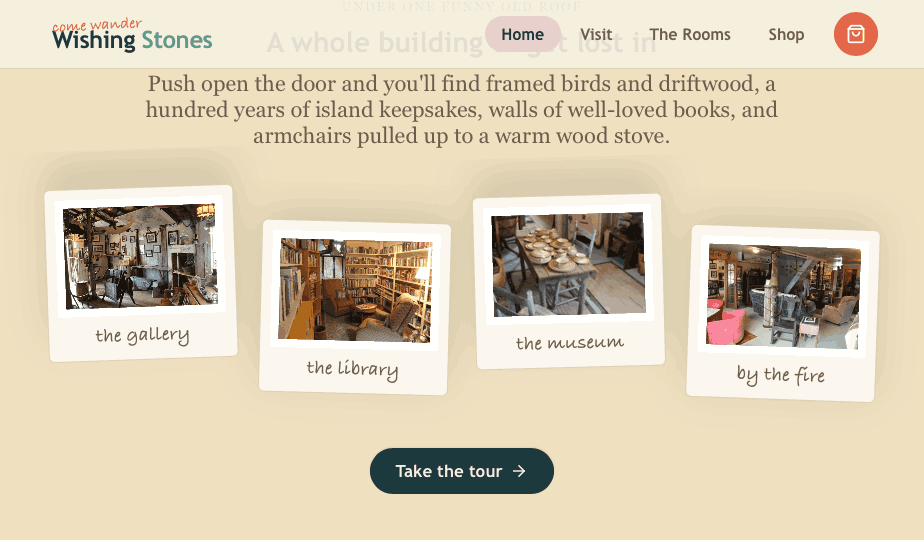 UNDER ONE FUNNY OLD ROOF
come wander
Wishing Stones
A whole building to get lost in
Home
Visit
The Rooms
Shop
Push open the door and you'll find framed birds and driftwood, a
hundred years of island keepsakes, walls of well-loved books, and
armchairs pulled up to a warm wood stove.
the gallery
the library
the museum
by the fire
Take the tour